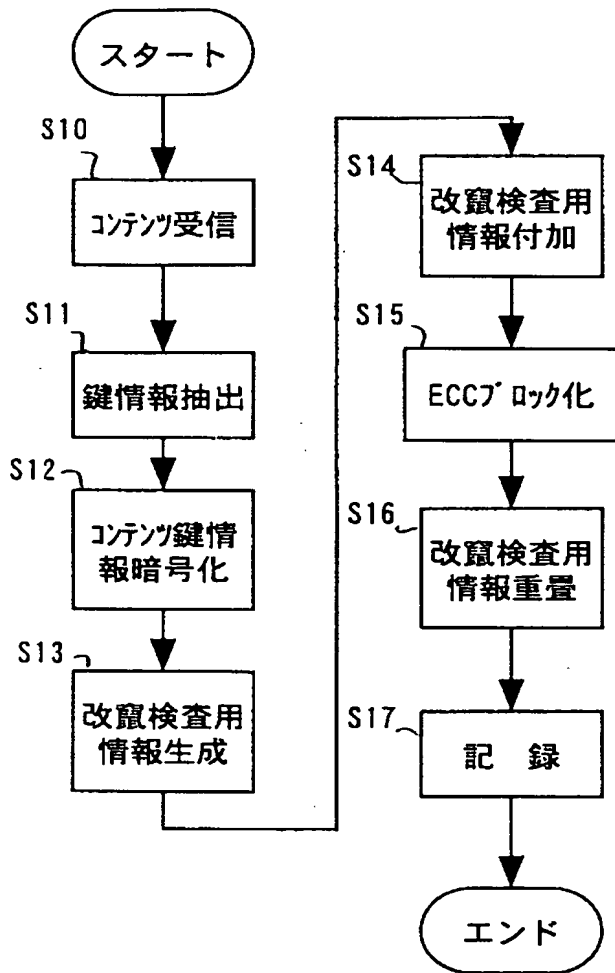 スタート
S10
コンテンツ受信
S11
鍵情報抽出
S12
コンテンツ鍵情
報暗号化
S13
改竄検査用
情報生成
S14
改竄検査用
情報付加
S15
ECCブロック化
S16
改竄検査用
情報重畳
S17
記 録
エンド